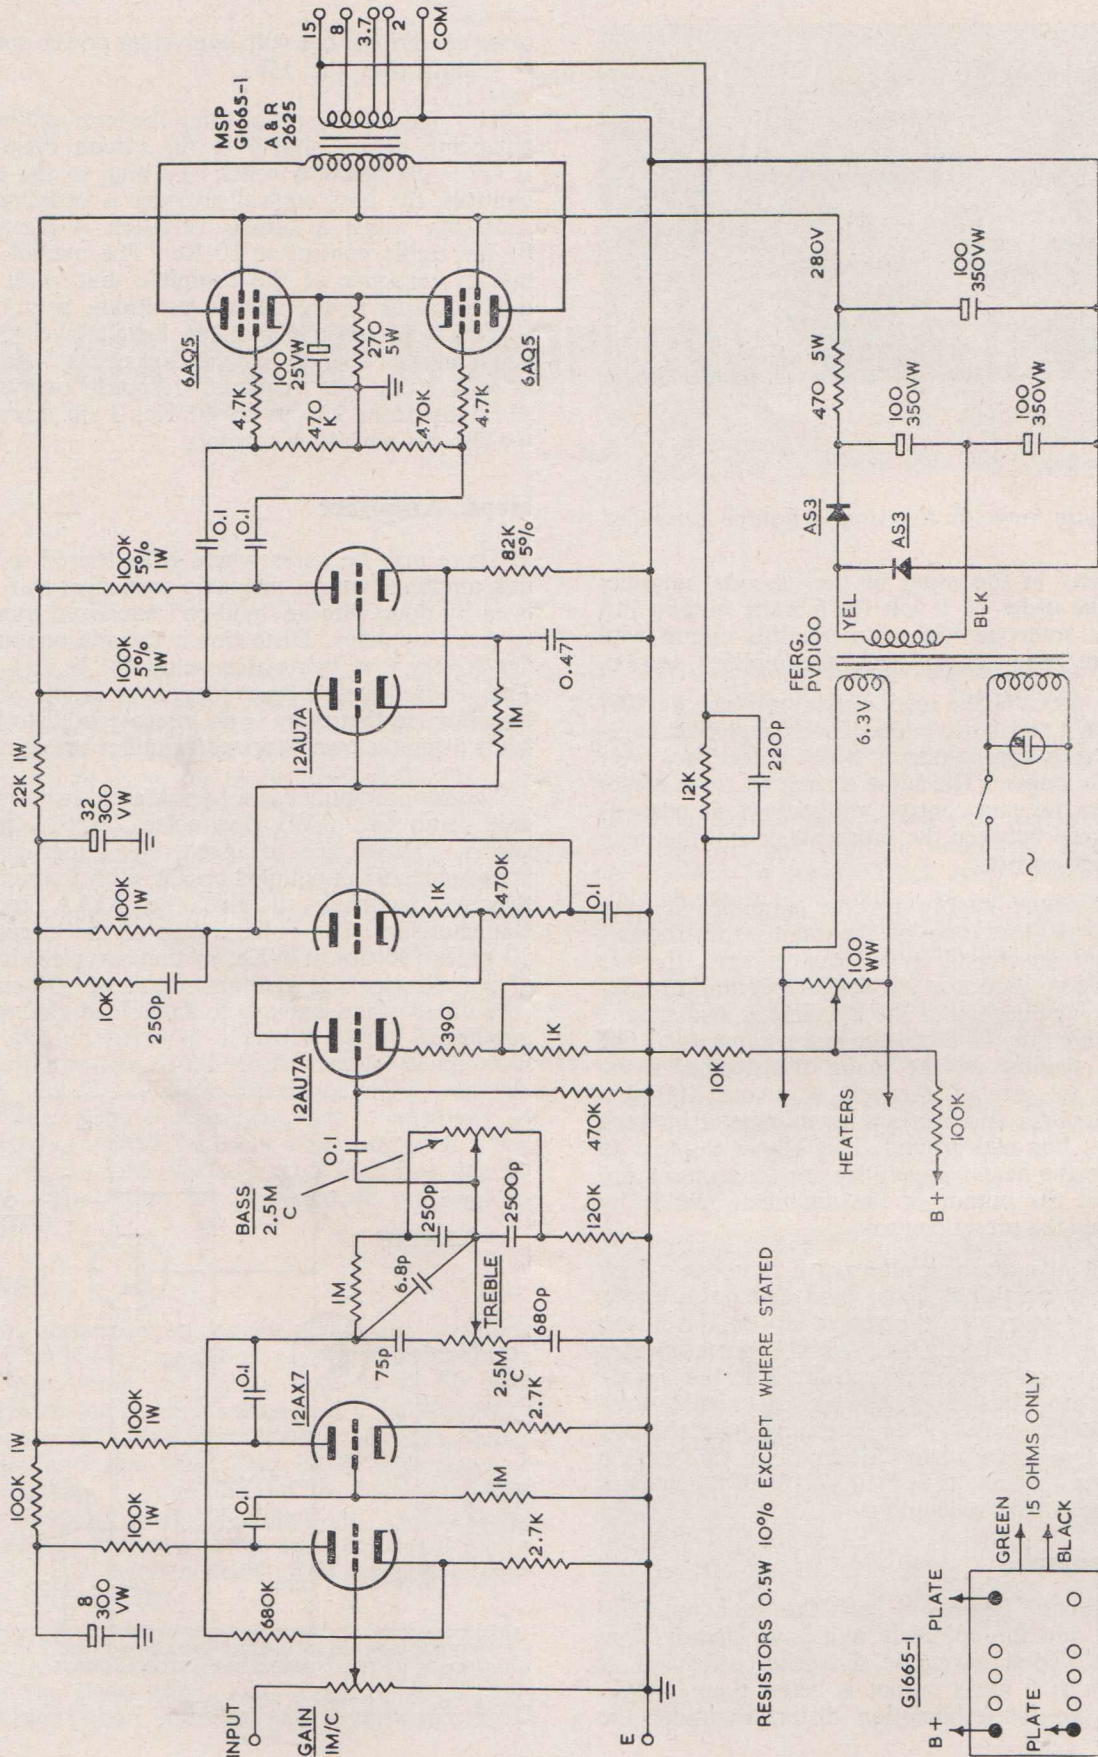 INPUT
GAIN
1M/C
E
8
300
VW
680K
100K 1W
100K
1W
0.1
2.7K
1M
100K
1W
0.1
12AX7
2.7K
1M
75p
6.8p
2.5M
C
TREBLE
680p
BASS
2.5M
C
250p
2500p
120K
0.1
470K
10K
250p
100K
1W
12AU7A
390
1K
1K
470K
0.1
32
300
VW
22K 1W
100K
5%
1W
100K
5%
1W
12AU7A
1M
0.47
82K
5%
0.1
0.1
12K
220p
6AQ5
4.7K
100
25VW
470
K
270
5W
470K
4.7K
6AQ5
MSP
G1665-1
A & R
2625
15
8
3.7
2
COM
280V
470 5W
100
350VW
100
350VW
100
350VW
AS3
AS3
YEL
BLK
FERG.
PVD100
6.3V
~
10K
100
WW
HEATERS
B+
100K
RESISTORS 0.5W 10% EXCEPT WHERE STATED
G1665-1
B+
PLATE
PLATE
GREEN
15 OHMS ONLY
BLACK